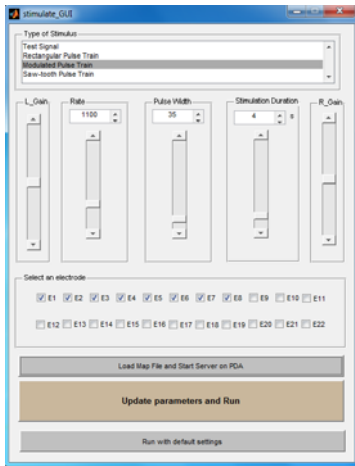 stimulate_GUI
Type of Stimulus
Test Signal
Rectangular Pulse Train
Modulated Pulse Train
Saw-tooth Pulse Train
L_Gain Rate Pulse Width Stimulation Duration R_Gain
1100 35 4 s
Select an electrode
E1 E2 E3 E4 E5 E6 E7 E8 E9 E10 E11
E12 E13 E14 E15 E16 E17 E18 E19 E20 E21 E22
Load Map File and Start Server on PDA
Update parameters and Run
Run with default settings